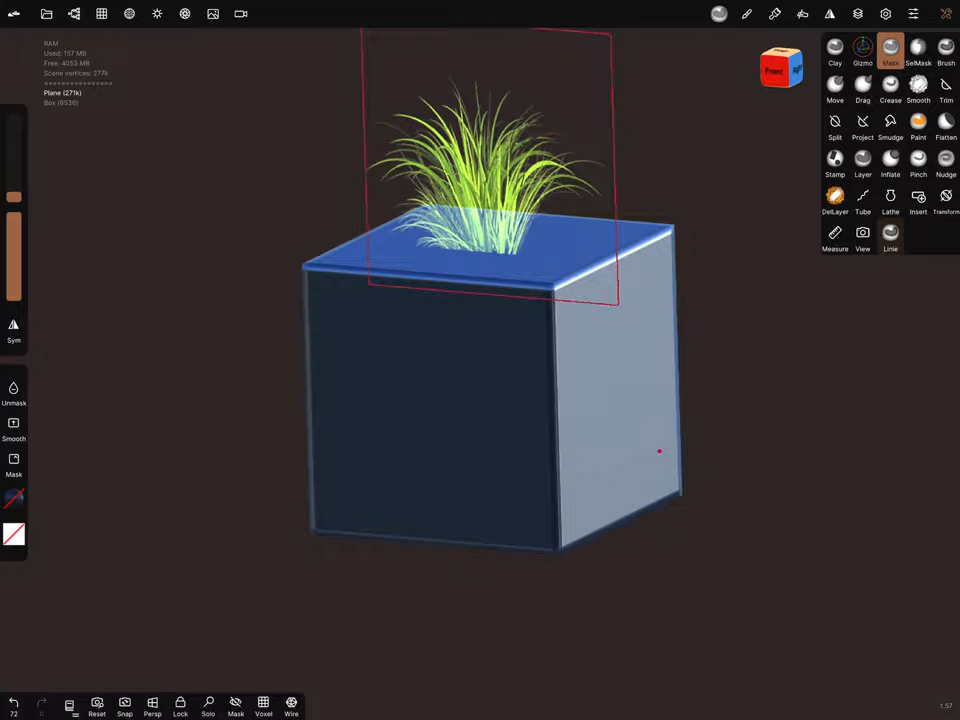 RAM
Used: 157 MB
Free: 4053 MB
Scene vertices: 277k
===============
Plane (271k)
Box (6536)
Front
Clay Gizmo Mask SelMask Brush
Move Drag Crease Smooth Trim
Split Project Smudge Paint Flatten
Stamp Layer Inflate Pinch Nudge
DelLayer Tube Lathe Insert Transform
Measure View Linie
Sym
Unmask
Smooth
Mask
72 0 Reset Snap Persp Lock Solo Mask Voxel Wire
1.57